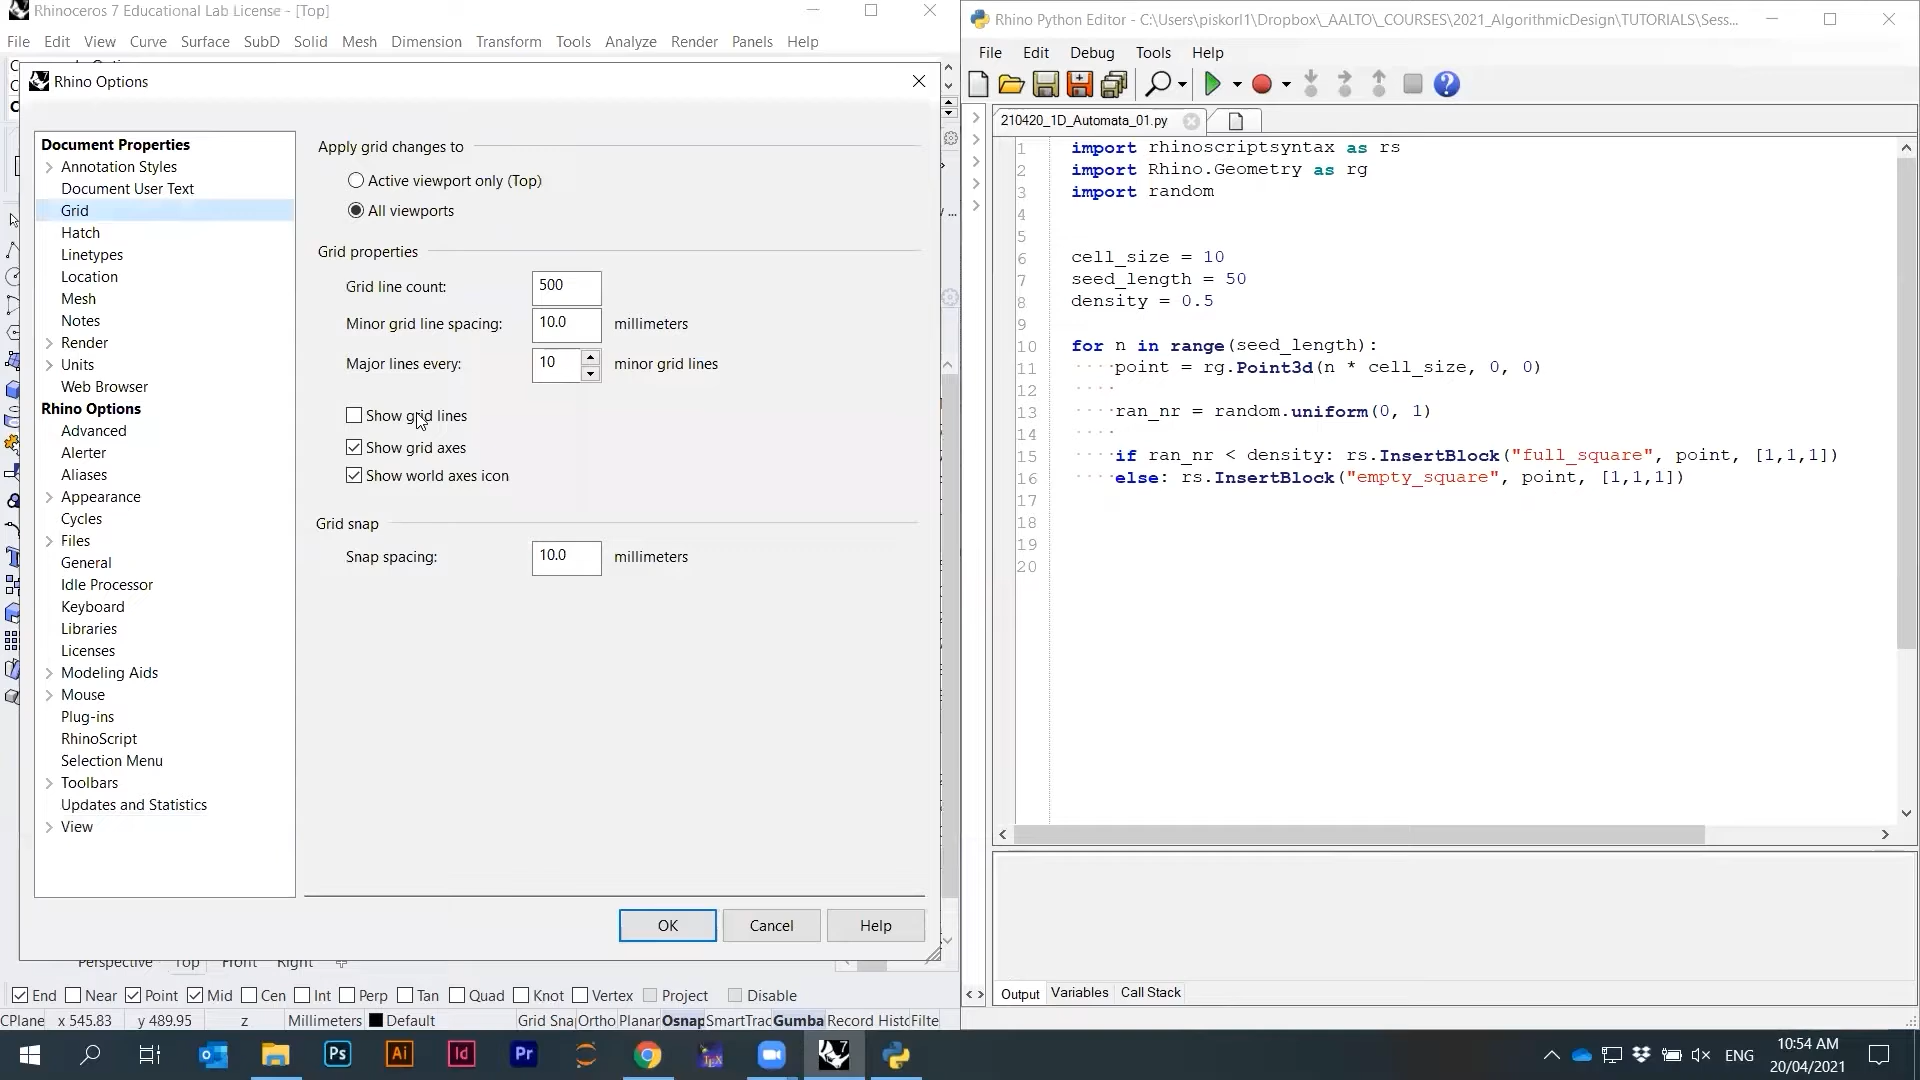 Rhinoceros 7 Educational Lab License - [Top]
File Edit View Curve Surface SubD Solid Mesh Dimension Transform Tools Analyze Render Panels Help
Rhino Options
Document Properties
Annotation Styles
Document User Text
Grid
Hatch
Linetypes
Location
Mesh
Notes
Render
Units
Web Browser
Rhino Options
Advanced
Alerter
Aliases
Appearance
Cycles
Files
General
Idle Processor
Keyboard
Libraries
Licenses
Modeling Aids
Mouse
Plug-ins
RhinoScript
Selection Menu
Toolbars
Updates and Statistics
View
Apply grid changes to
Active viewport only (Top)
All viewports
Grid properties
Grid line count: 500
Minor grid line spacing: 10.0 millimeters
Major lines every: 10 minor grid lines
Show grid lines
Show grid axes
Show world axes icon
Grid snap
Snap spacing: 10.0 millimeters
OK Cancel Help
Perspective Top Front Right
End Near Point Mid Cen Int Perp Tan Quad Knot Vertex Project Disable
CPlane x 545.83 y 489.95 z Millimeters Default Grid Sna Ortho Planar Osnap SmartTrac Gumba Record Histo Filte
Rhino Python Editor - C:\Users\piskorl1\Dropbox\_AALTO\_COURSES\2021_AlgorithmicDesign\TUTORIALS\Sess...
File Edit Debug Tools Help
210420_1D_Automata_01.py
1 import rhinoscriptsyntax as rs
2 import Rhino.Geometry as rg
3 import random
4
5
6 cell_size = 10
7 seed_length = 50
8 density = 0.5
9
10 for n in range(seed_length):
11 point = rg.Point3d(n * cell_size, 0, 0)
12
13 ran_nr = random.uniform(0, 1)
14
15 if ran_nr < density: rs.InsertBlock("full_square", point, [1,1,1])
16 else: rs.InsertBlock("empty_square", point, [1,1,1])
17
18
19
20
Output Variables Call Stack
Ps Ai Id Pr
ENG
10:54 AM
20/04/2021